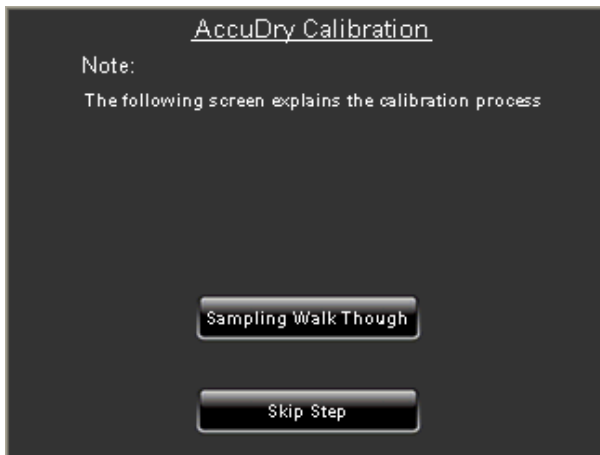 AccuDry Calibration
Note:
The following screen explains the calibration process
Sampling Walk Though
Skip Step